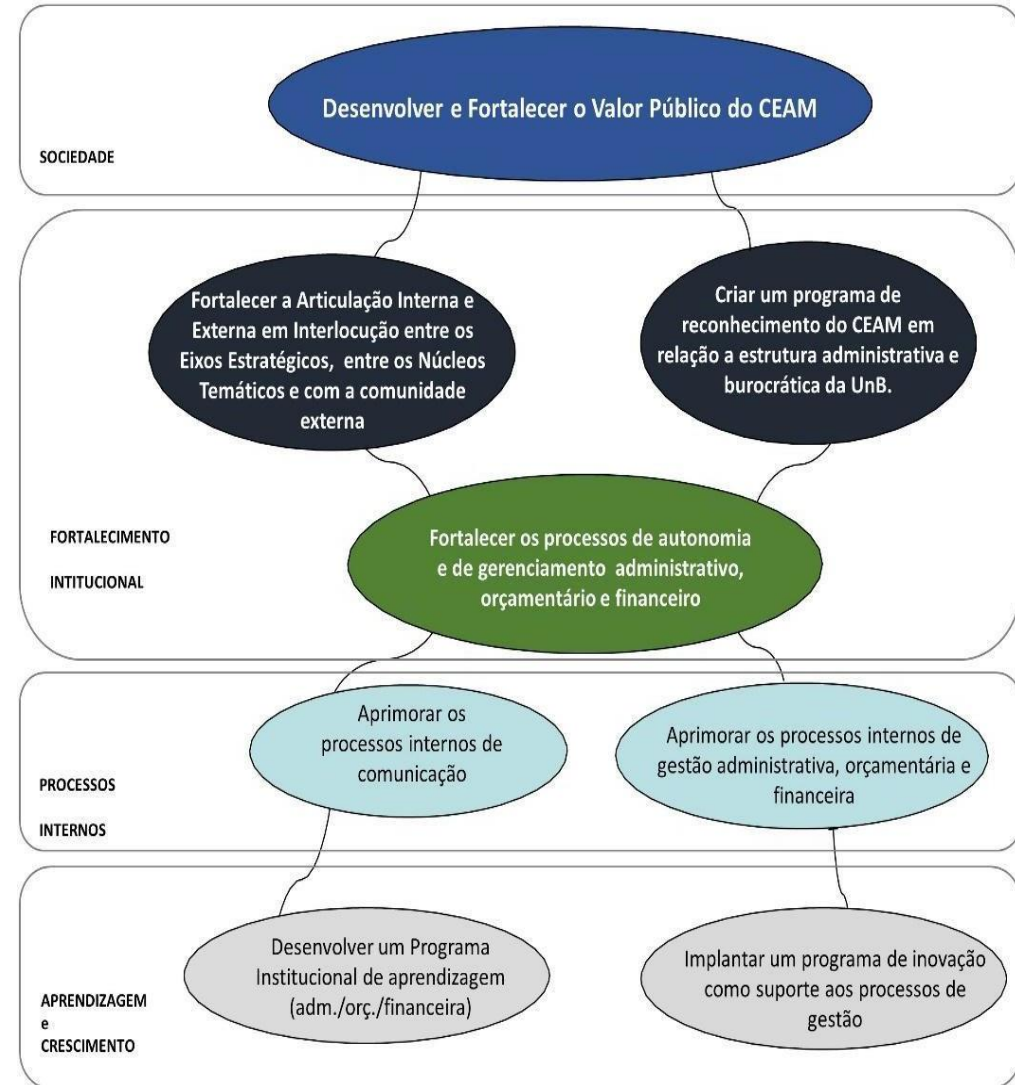 Desenvolver e Fortalecer o Valor Público do CEAM
SOCIEDADE
Fortalecer a Articulação Interna e
Externa em Interlocução entre os
Eixos Estratégicos, entre os Núcleos
Temáticos e com a comunidade
externa
Criar um programa de
reconhecimento do CEAM em
relação a estrutura administrativa e
burocrática da UnB.
FORTALECIMENTO
INTITUCIONAL
Fortalecer os processos de autonomia
e de gerenciamento administrativo,
orçamentário e financeiro
Aprimorar os
processos internos de
comunicação
Aprimorar os processos internos de
gestão administrativa, orçamentária e
financeira
PROCESSOS
INTERNOS
Desenvolver um Programa
Institucional de aprendizagem
(adm./orç./financeira)
Implantar um programa de inovação
como suporte aos processos de
gestão
APRENDIZAGEM
e
CRESCIMENTO